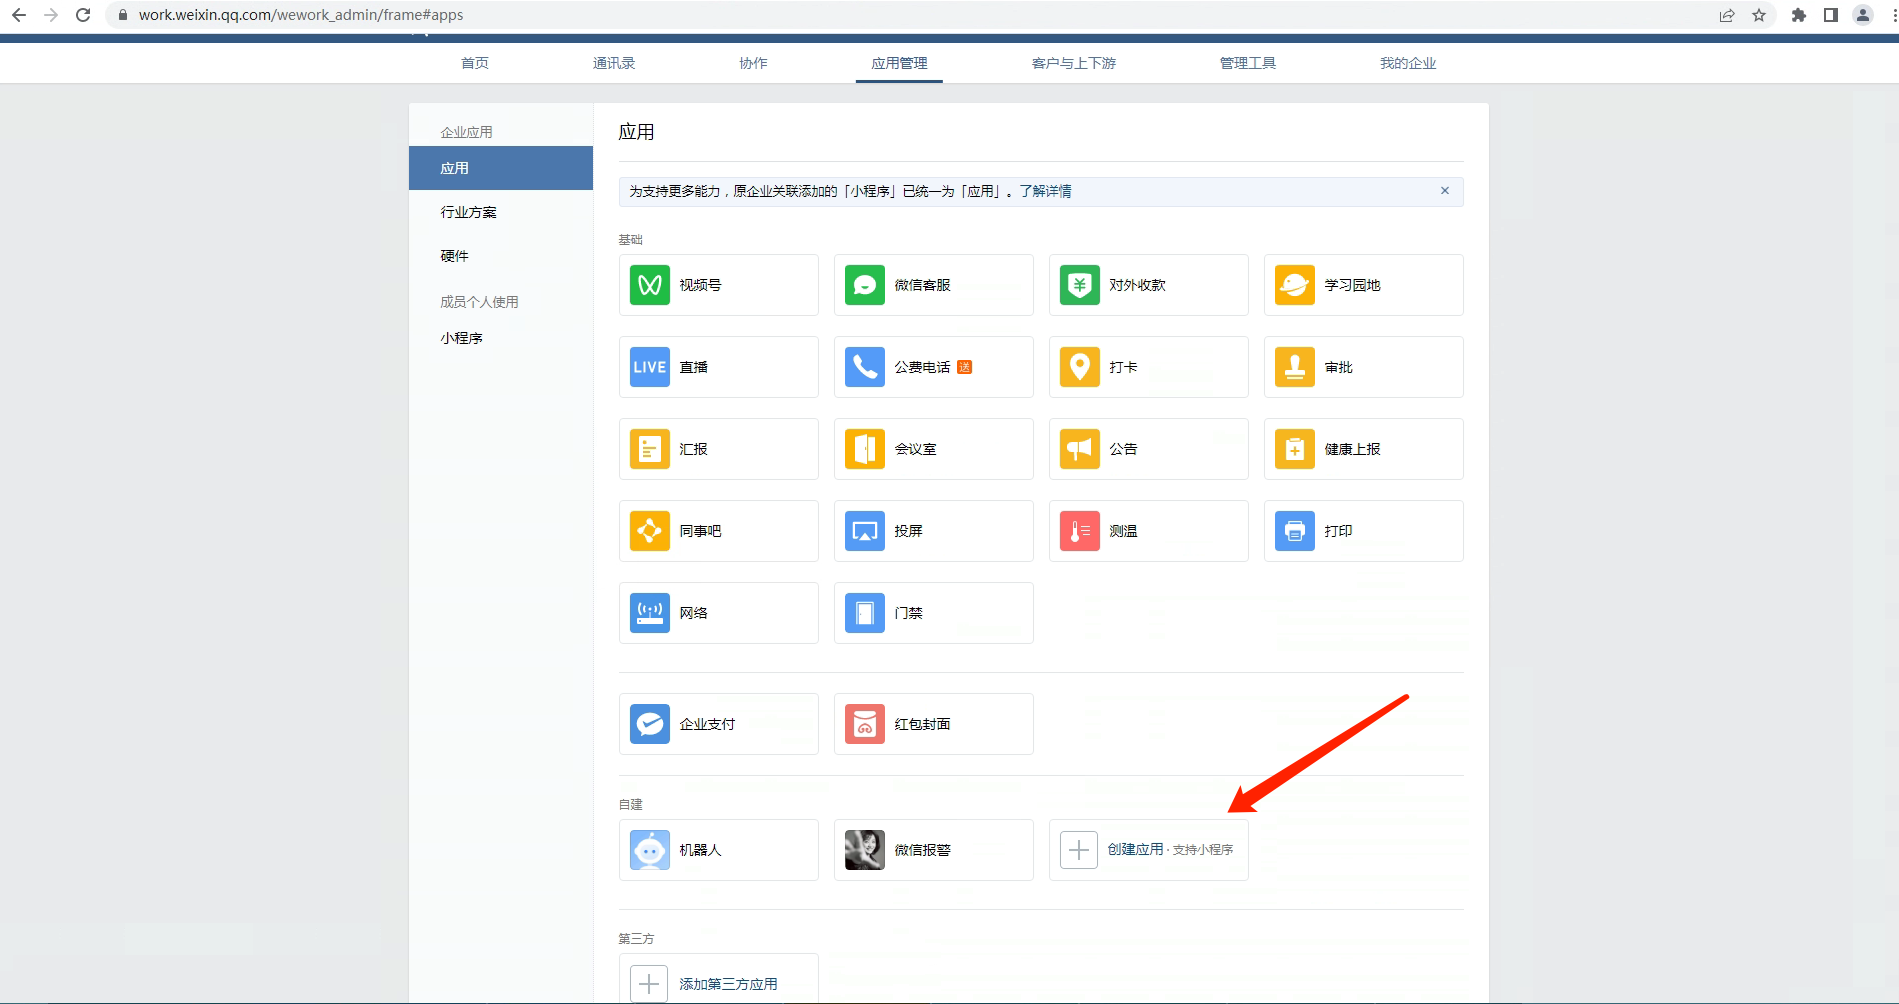 work.weixin.qq.com/wework_admin/frame#apps
首页 通讯录 协作 应用管理 客户与上下游 管理工具 我的企业
企业应用
应用
行业方案
硬件
成员个人使用
小程序
应用
为支持更多能力，原企业关联添加的「小程序」已统一为「应用」。了解详情
基础
视频号 微信客服 对外收款 学习园地
LIVE 直播 公费电话 送 打卡 审批
汇报 会议室 公告 健康上报
同事吧 投屏 测温 打印
网络 门禁
企业支付 红包封面
自建
机器人 微信报警 创建应用 · 支持小程序
第三方
添加第三方应用